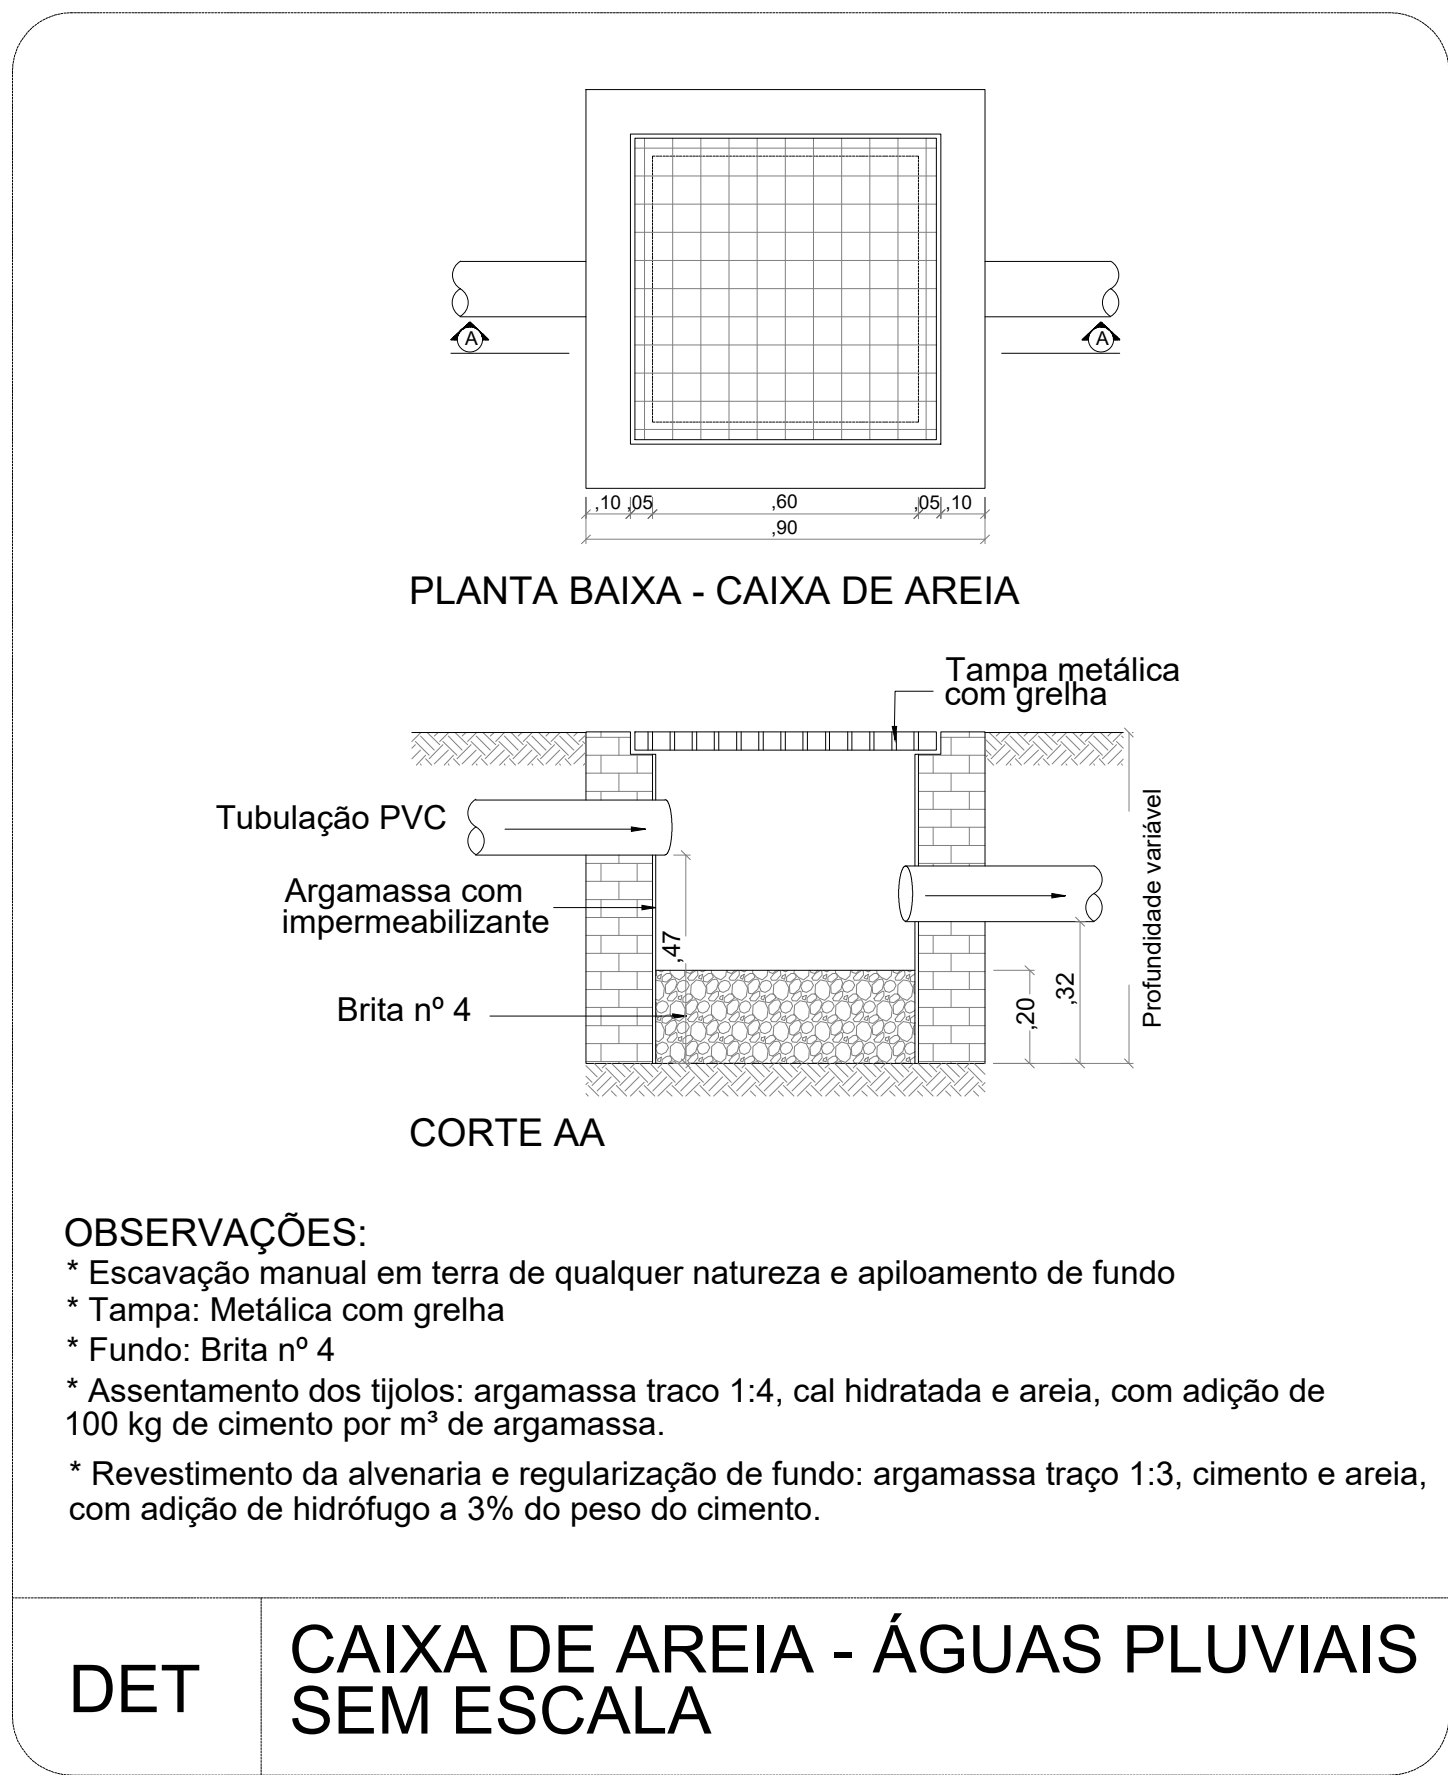 A
A
,10
,05
,60
,05
,10
,90
PLANTA BAIXA - CAIXA DE AREIA
Tampa metálica
com grelha
Tubulação PVC
Argamassa com
impermeabilizante
Brita nº 4
,47
,20
,32
Profundidade variável
CORTE AA
OBSERVAÇÕES:
* Escavação manual em terra de qualquer natureza e apiloamento de fundo
* Tampa: Metálica com grelha
* Fundo: Brita nº 4
* Assentamento dos tijolos: argamassa traco 1:4, cal hidratada e areia, com adição de
100 kg de cimento por m³ de argamassa.
* Revestimento da alvenaria e regularização de fundo: argamassa traço 1:3, cimento e areia,
com adição de hidrófugo a 3% do peso do cimento.
DET
CAIXA DE AREIA - ÁGUAS PLUVIAIS
SEM ESCALA